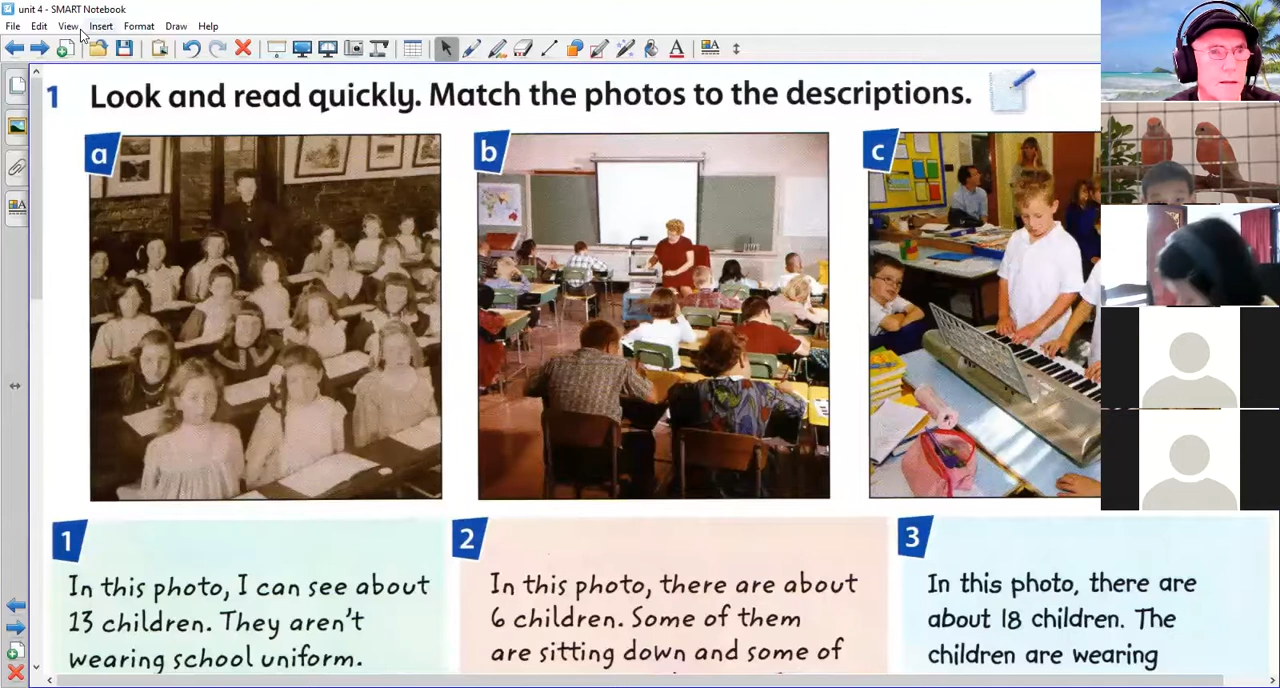 unit 4 - SMART Notebook
File Edit View Insert Format Draw Help
1 Look and read quickly. Match the photos to the descriptions.
a
b
c
1
In this photo, I can see about
13 children. They aren't
wearing school uniform.
2
In this photo, there are about
6 children. Some of them
are sitting down and some of
3
In this photo, there are
about 18 children. The
children are wearing